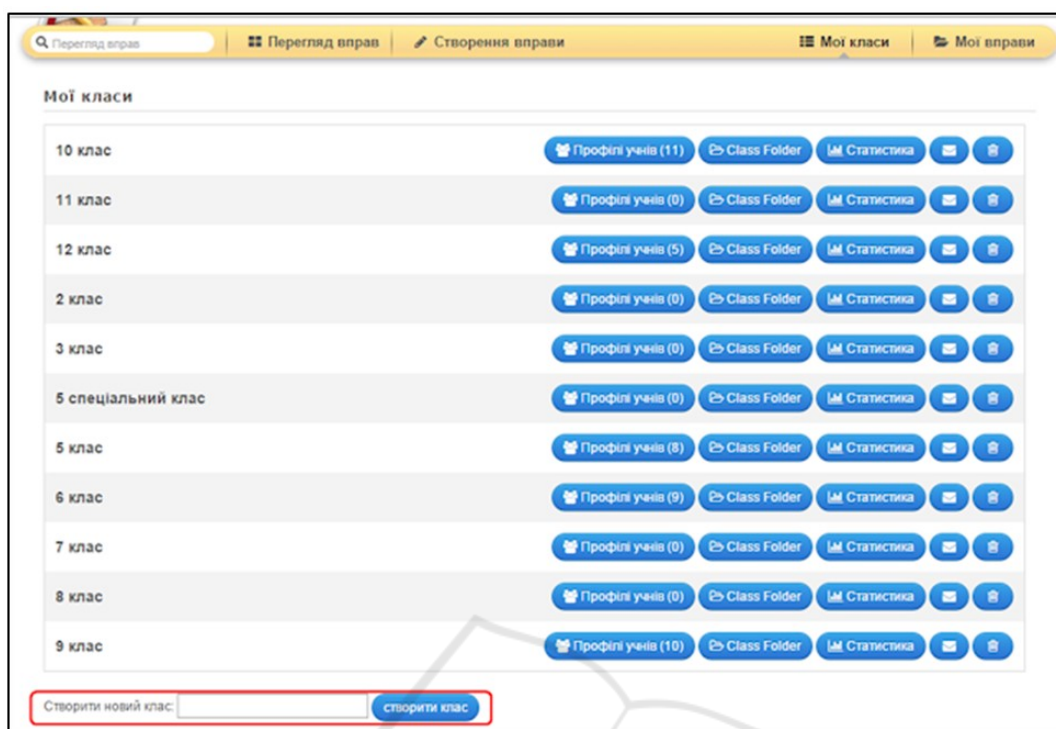 Перегляд вправ Перегляд вправ Створення вправи Мої класи Мої вправи
Мої класи
10 клас Профілі учнів (11) Class Folder Статистика
11 клас Профілі учнів (0) Class Folder Статистика
12 клас Профілі учнів (5) Class Folder Статистика
2 клас Профілі учнів (0) Class Folder Статистика
3 клас Профілі учнів (0) Class Folder Статистика
5 спеціальний клас Профілі учнів (0) Class Folder Статистика
5 клас Профілі учнів (8) Class Folder Статистика
6 клас Профілі учнів (9) Class Folder Статистика
7 клас Профілі учнів (0) Class Folder Статистика
8 клас Профілі учнів (0) Class Folder Статистика
9 клас Профілі учнів (10) Class Folder Статистика
Створити новий клас: створити клас